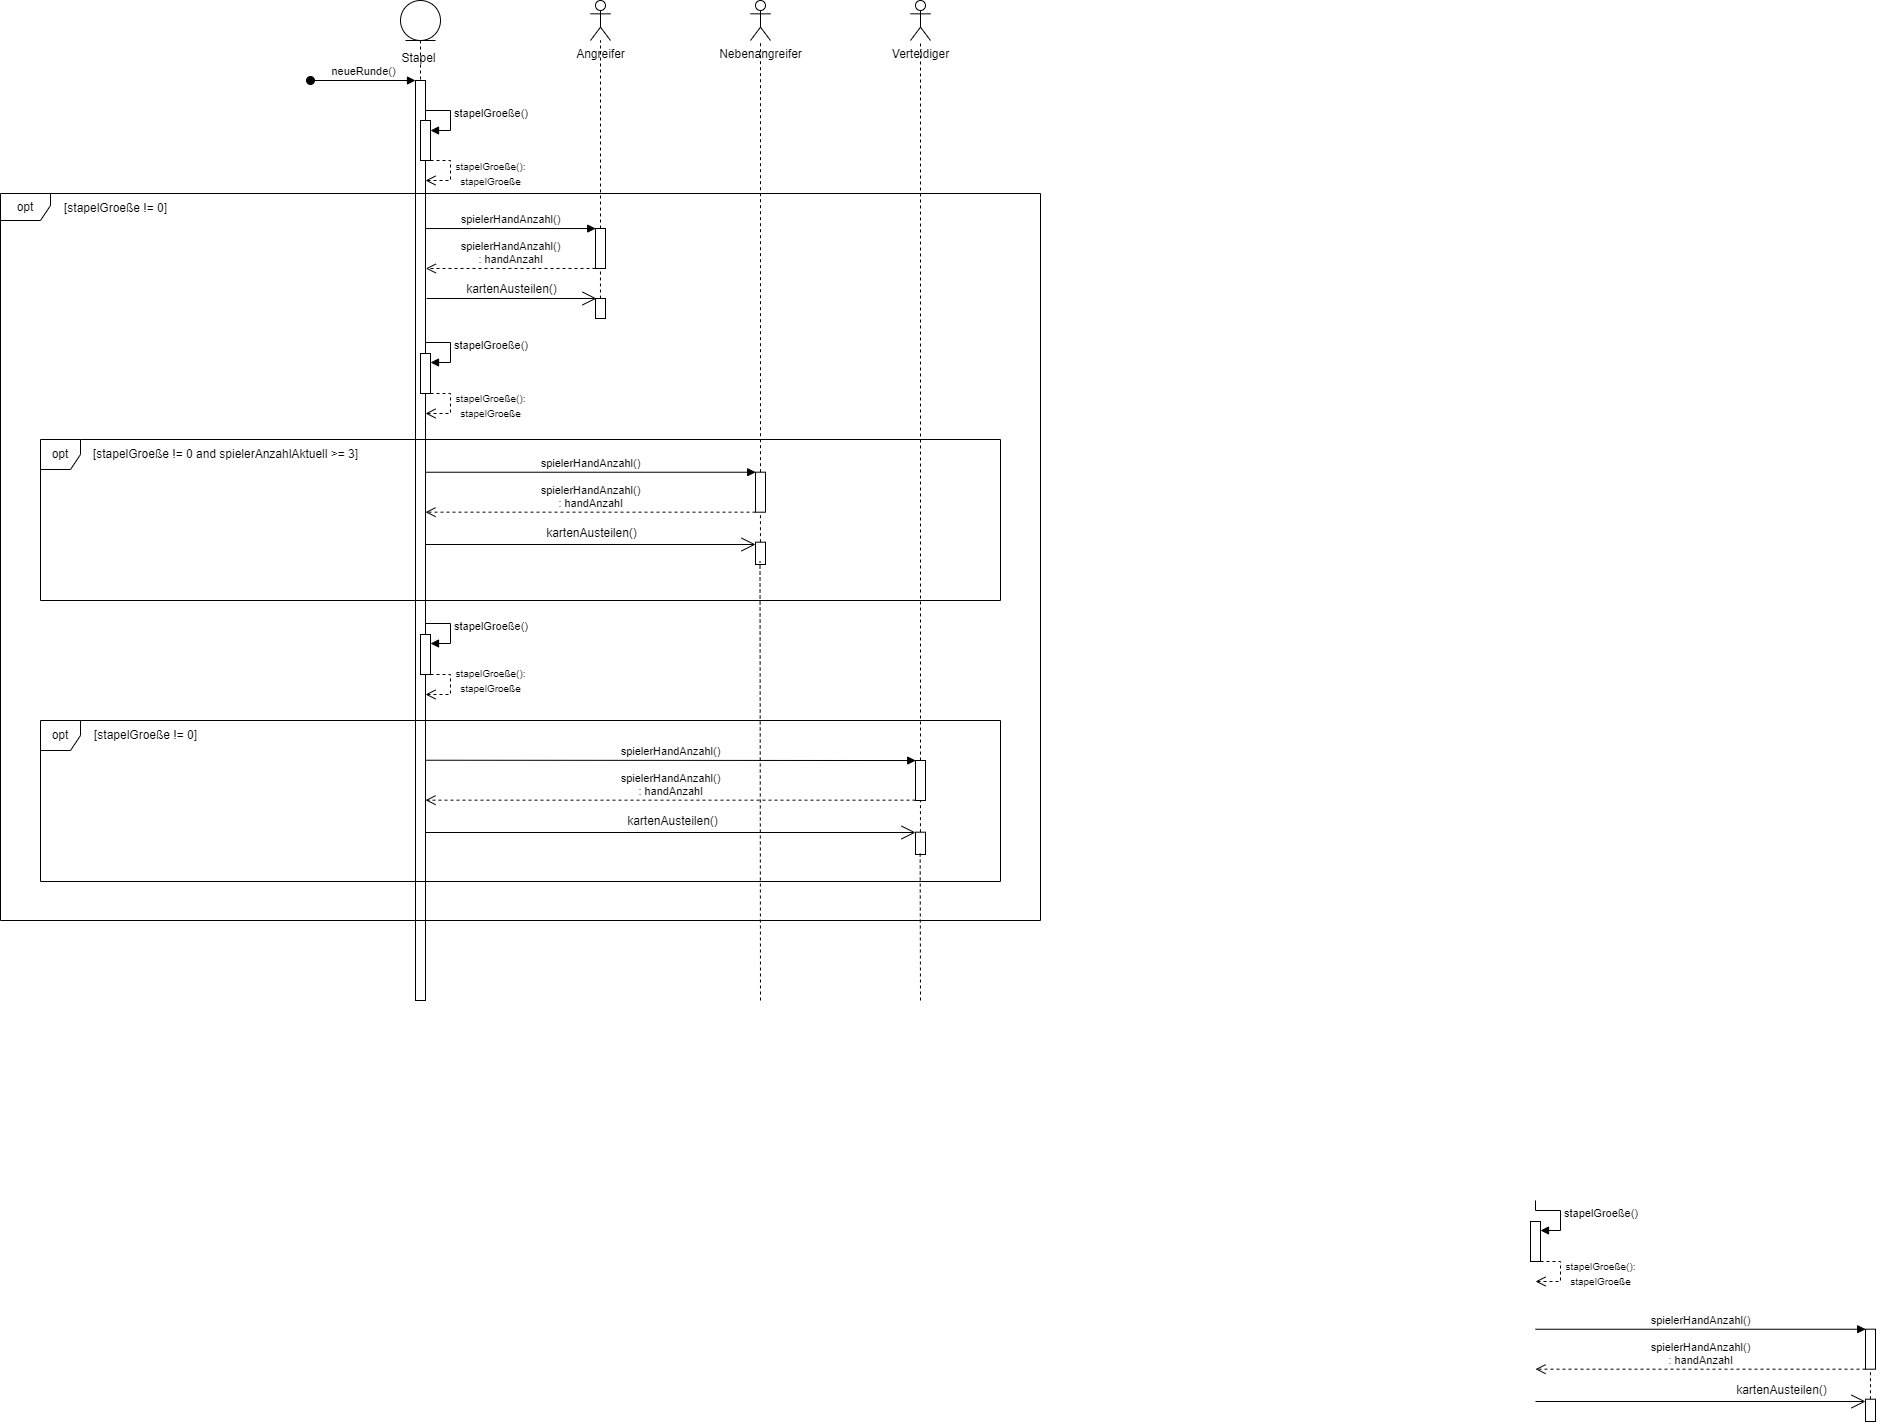 Stapel
Angreifer
Nebenangreifer
Verteidiger
neueRunde()
stapelGroeße()
stapelGroeße():
stapelGroeße
opt
[stapelGroeße != 0]
spielerHandAnzahl()
spielerHandAnzahl()
: handAnzahl
kartenAusteilen()
stapelGroeße()
stapelGroeße():
stapelGroeße
opt
[stapelGroeße != 0 and spielerAnzahlAktuell >= 3]
spielerHandAnzahl()
spielerHandAnzahl()
: handAnzahl
kartenAusteilen()
stapelGroeße()
stapelGroeße():
stapelGroeße
opt
[stapelGroeße != 0]
spielerHandAnzahl()
spielerHandAnzahl()
: handAnzahl
kartenAusteilen()
stapelGroeße()
stapelGroeße():
stapelGroeße
spielerHandAnzahl()
spielerHandAnzahl()
: handAnzahl
kartenAusteilen()